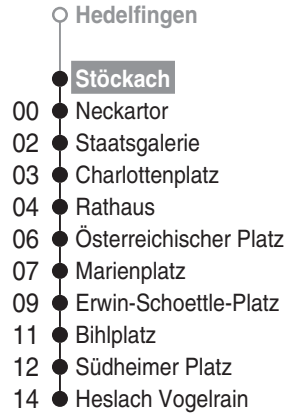 Hedelfingen
Stöckach
00 Neckartor
02 Staatsgalerie
03 Charlottenplatz
04 Rathaus
06 Österreichischer Platz
07 Marienplatz
09 Erwin-Schoettle-Platz
11 Bihlplatz
12 Südheimer Platz
14 Heslach Vogelrain